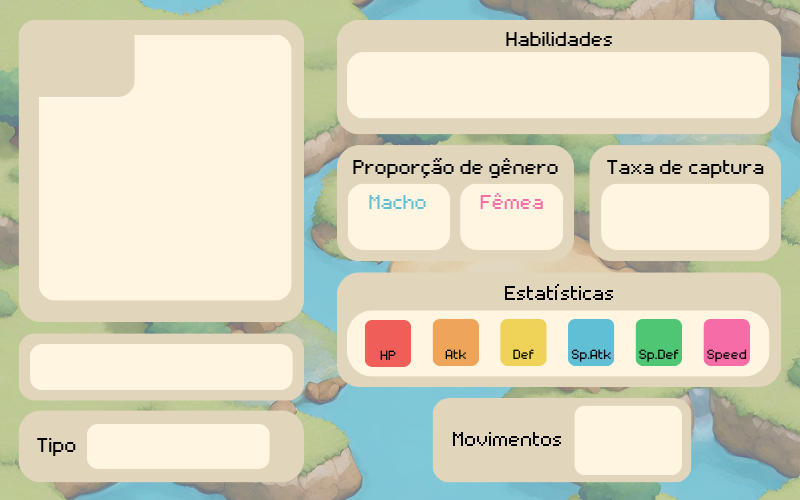 Habilidades
Proporção de gênero
Taxa de captura
Macho
Fêmea
Estatísticas
HP
Atk
Def
Sp.Atk
Sp.Def
Speed
Tipo
Movimentos